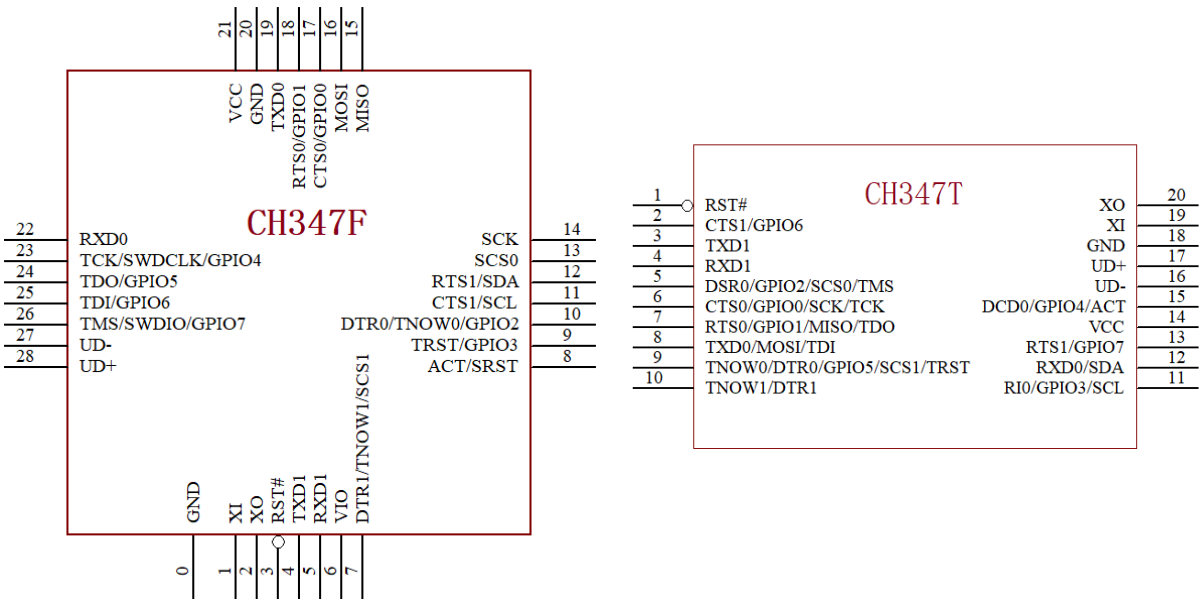 21 20 19 18 17 16 15
VCC GND TXD0 RTS0/GPIO1 CTS0/GPIO0 MOSI MISO
CH347F
22 RXD0
23 TCK/SWDCLK/GPIO4
24 TDO/GPIO5
25 TDI/GPIO6
26 TMS/SWDIO/GPIO7
27 UD-
28 UD+
SCK 14
SCS0 13
RTS1/SDA 12
CTS1/SCL 11
DTR0/TNOW0/GPIO2 10
TRST/GPIO3 9
ACT/SRST 8
GND XI XO RST# TXD1 RXD1 VIO DTR1/TNOW1/SCS1
0 1 2 3 4 5 6 7
CH347T
1 RST#
2 CTS1/GPIO6
3 TXD1
4 RXD1
5 DSR0/GPIO2/SCS0/TMS
6 CTS0/GPIO0/SCK/TCK
7 RTS0/GPIO1/MISO/TDO
8 TXD0/MOSI/TDI
9 TNOW0/DTR0/GPIO5/SCS1/TRST
10 TNOW1/DTR1
XO 20
XI 19
GND 18
UD+ 17
UD- 16
DCD0/GPIO4/ACT 15
VCC 14
RTS1/GPIO7 13
RXD0/SDA 12
RI0/GPIO3/SCL 11